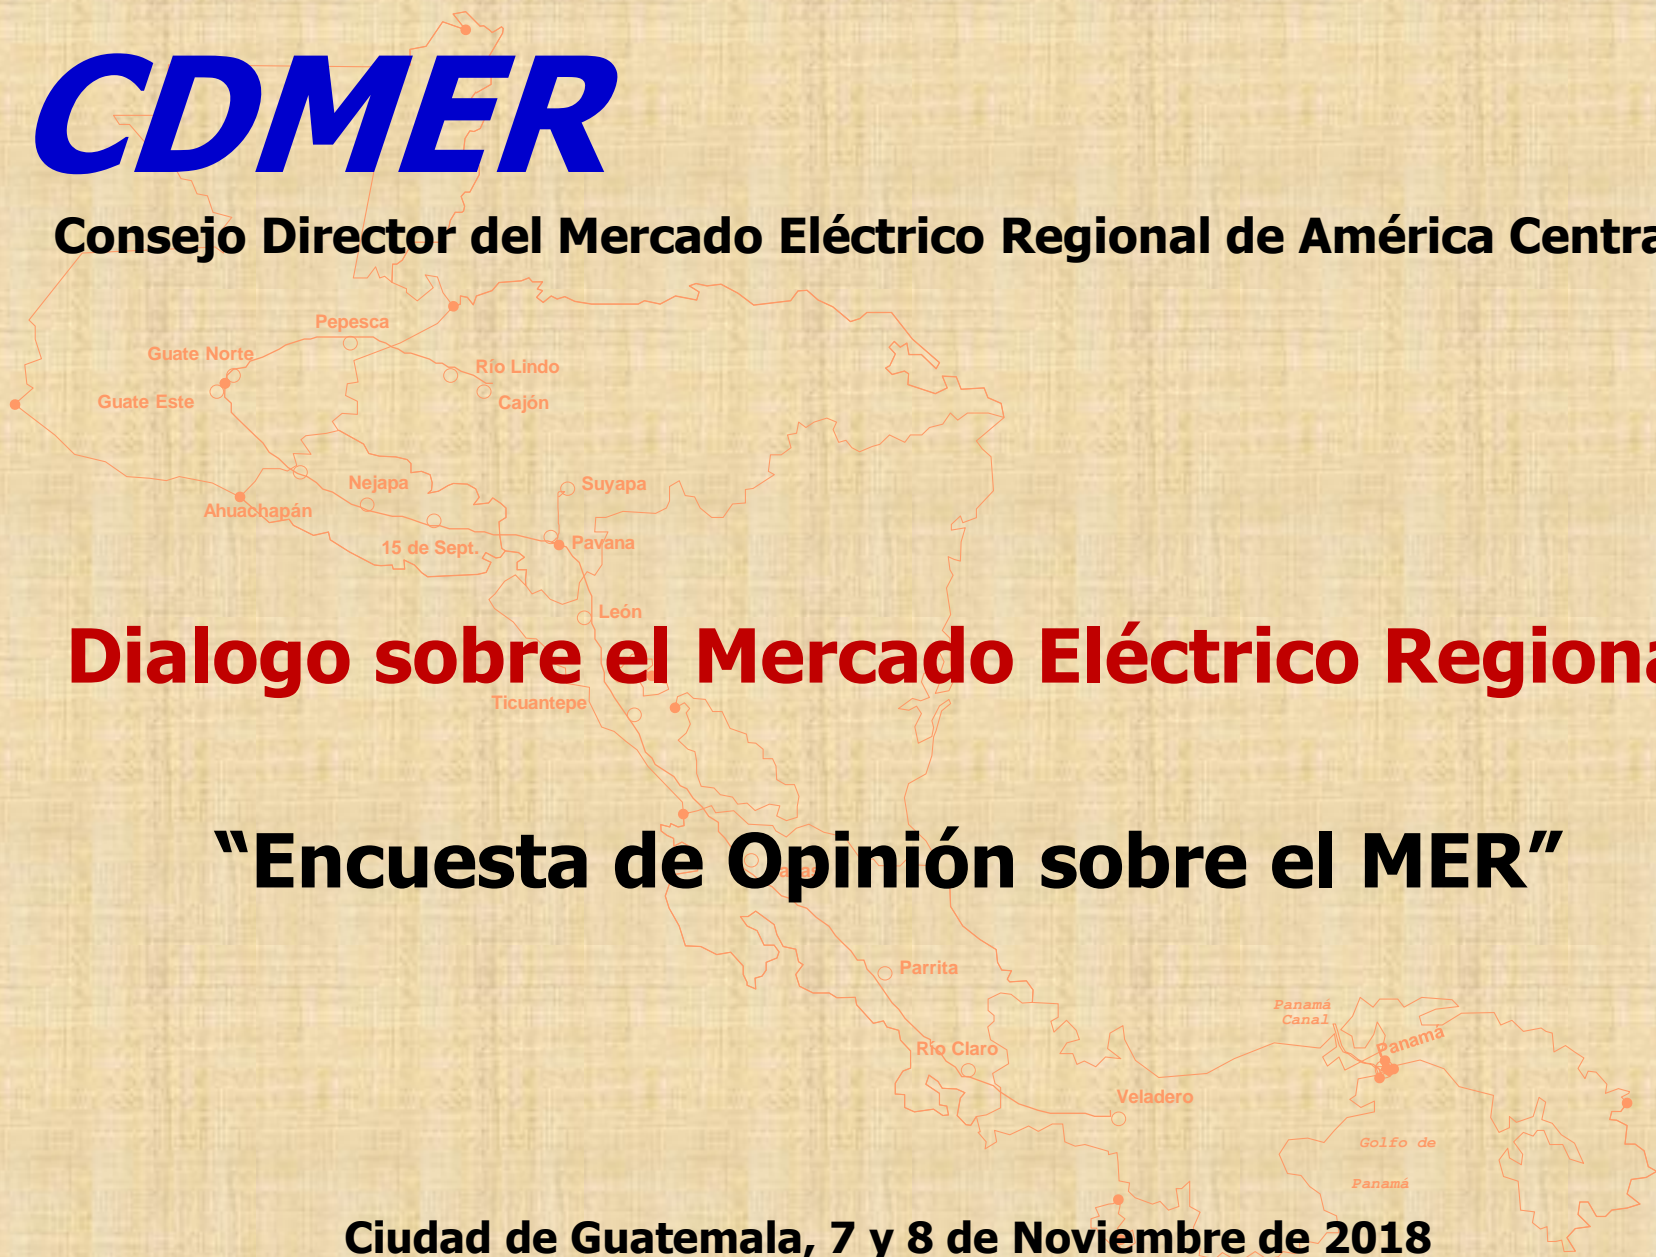 CDMER
Consejo Director del Mercado Eléctrico Regional de América Centra
Pepesca
Guate Norte
Río Lindo
Guate Este
Cajón
Nejapa
Suyapa
Ahuachapán
15 de Sept.
Pavana
León
Dialogo sobre el Mercado Eléctrico Regiona
Ticuantepe
“Encuesta de Opinión sobre el MER”
Parrita
Panamá
Canal
Panamá
Río Claro
Veladero
Golfo de
Panamá
Ciudad de Guatemala, 7 y 8 de Noviembre de 2018